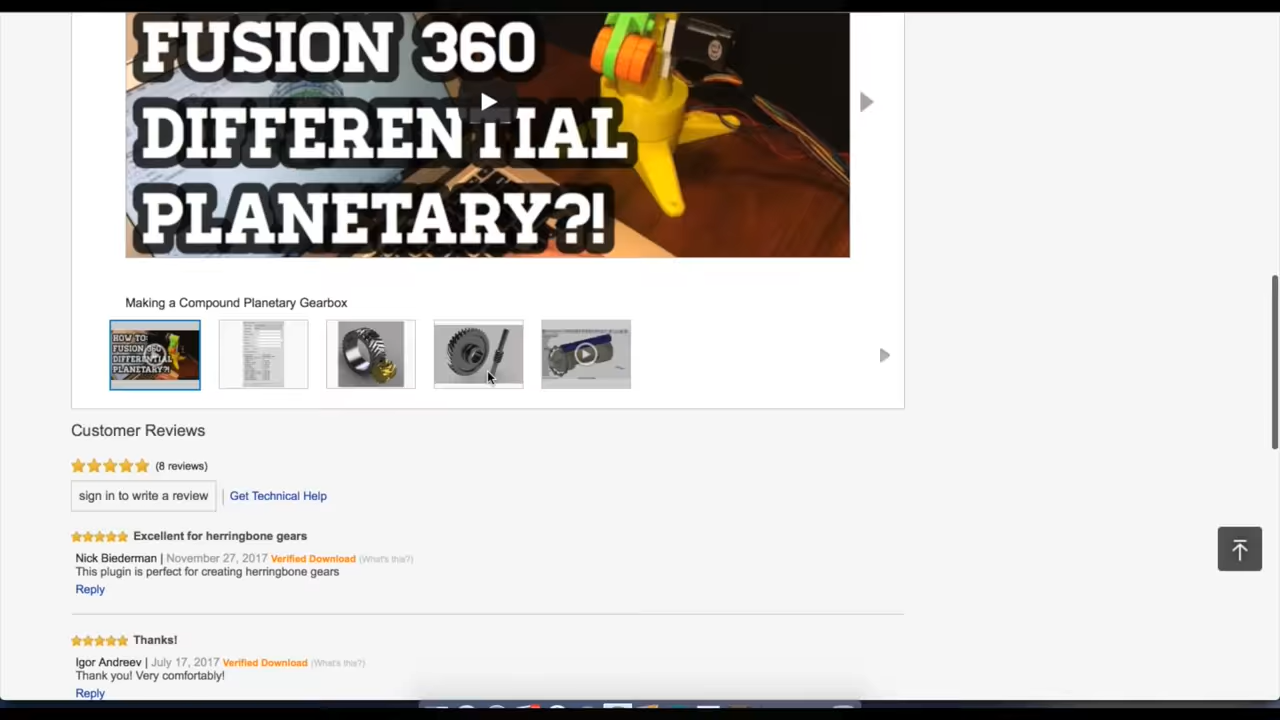 FUSION 360
DIFFERENTIAL
PLANETARY?!
Making a Compound Planetary Gearbox
HOW TO:
FUSION 360
DIFFERENTIAL
PLANETARY?!
Customer Reviews
(8 reviews)
sign in to write a review | Get Technical Help
Excellent for herringbone gears
Nick Biederman | November 27, 2017 Verified Download (What's this?)
This plugin is perfect for creating herringbone gears
Reply
Thanks!
Igor Andreev | July 17, 2017 Verified Download (What's this?)
Thank you! Very comfortably!
Reply